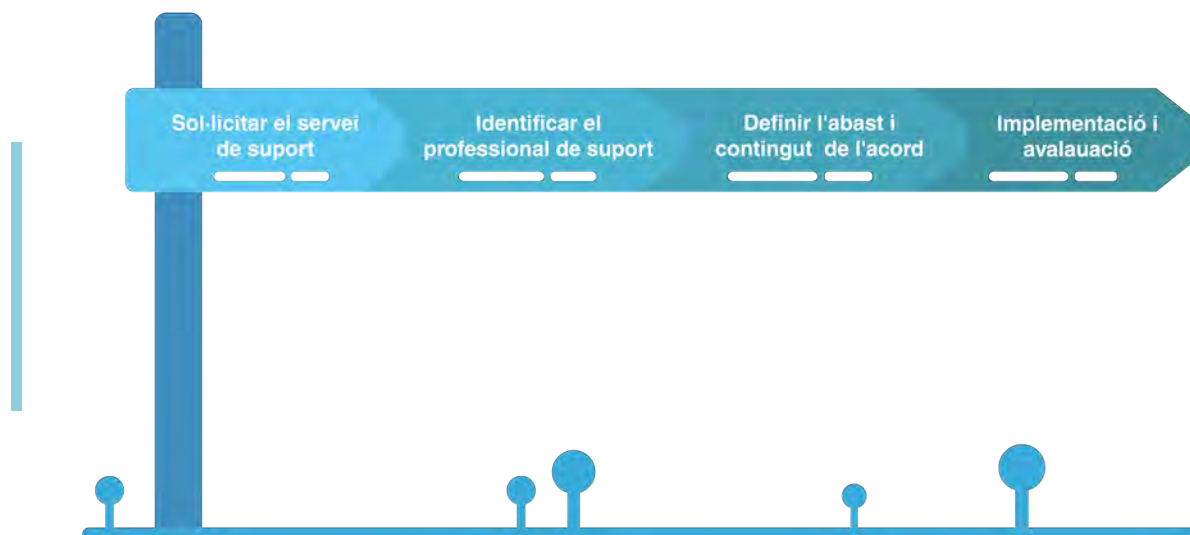 Sol·licitar el servei
de suport
Identificar el
professional de suport
Definir l'abast i
contingut de l'acord
Implementació i
avalauació